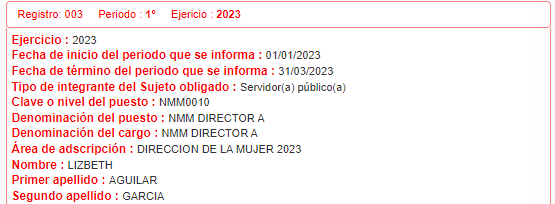 Registro: 003 Periodo : 1° Ejericio : 2023
Ejercicio : 2023
Fecha de inicio del periodo que se informa : 01/01/2023
Fecha de término del periodo que se informa : 31/03/2023
Tipo de integrante del Sujeto obligado : Servidor(a) público(a)
Clave o nivel del puesto : NMM0010
Denominación del puesto : NMM DIRECTOR A
Denominación del cargo : NMM DIRECTOR A
Área de adscripción : DIRECCION DE LA MUJER 2023
Nombre : LIZBETH
Primer apellido : AGUILAR
Segundo apellido : GARCIA